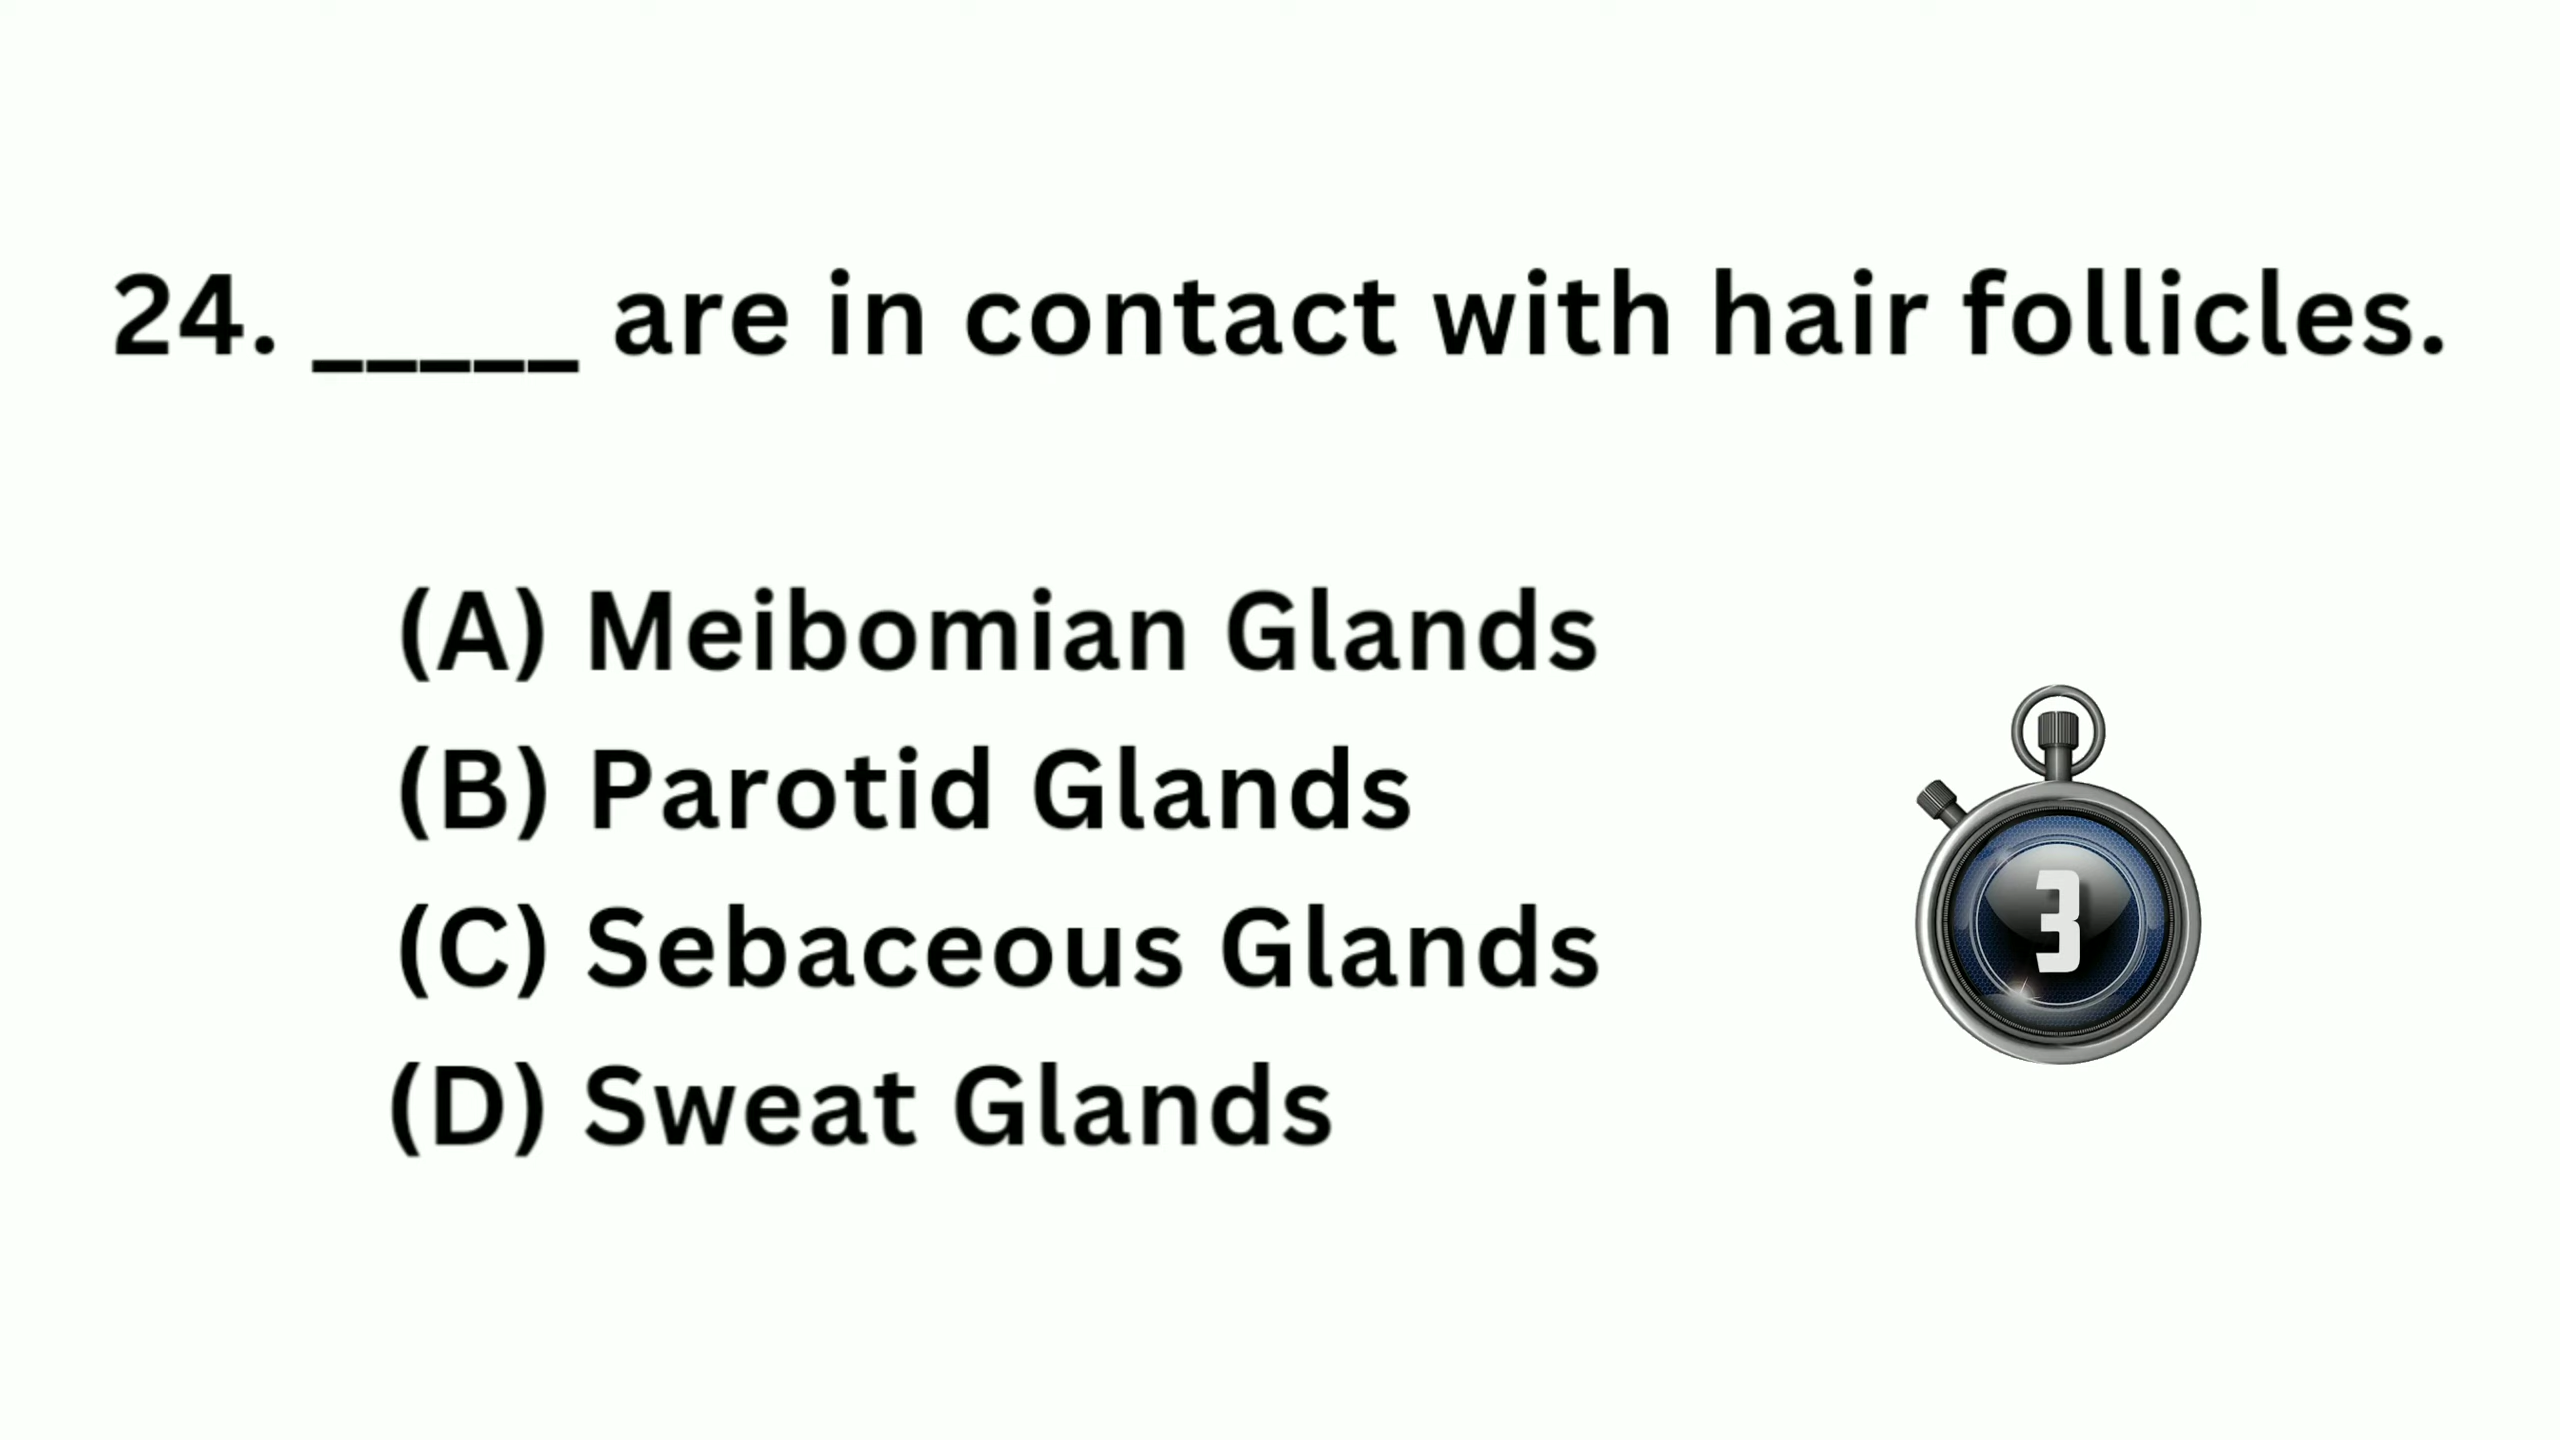 24. _____ are in contact with hair follicles.
(A) Meibomian Glands
(B) Parotid Glands
(C) Sebaceous Glands
(D) Sweat Glands
3